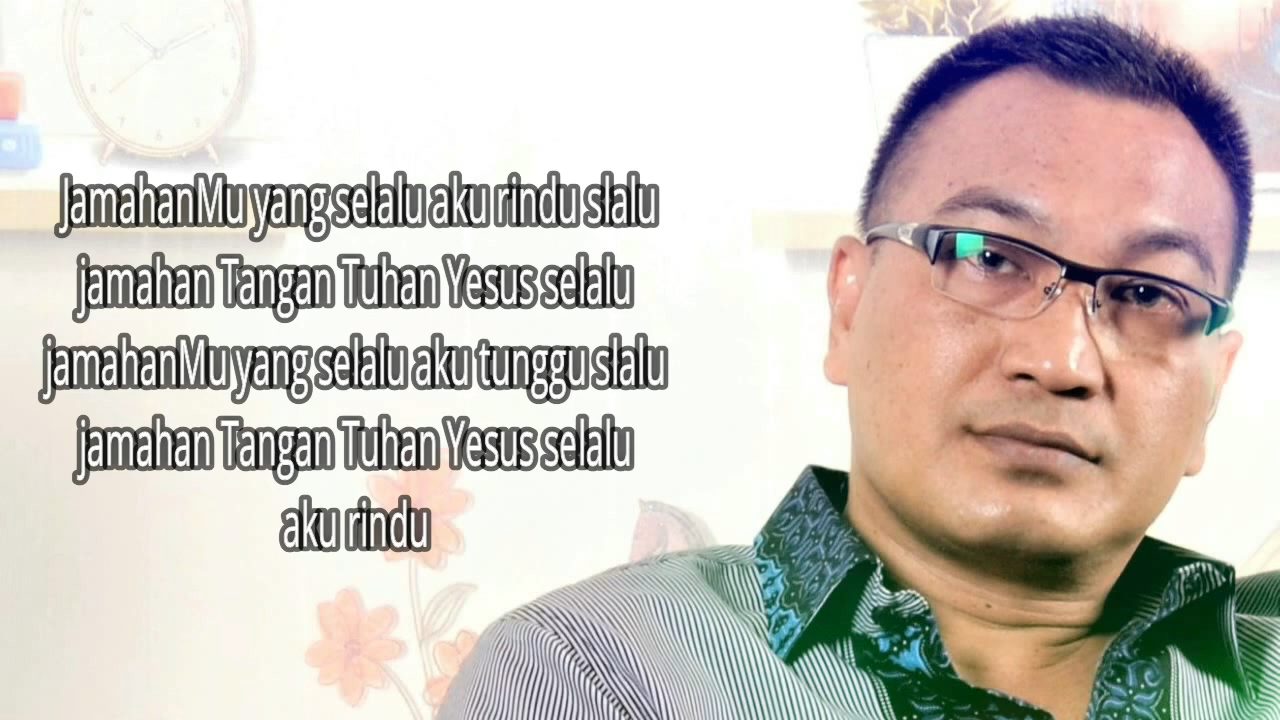 JamahanMu yang selalu aku rindu slalu
jamahan Tangan Tuhan Yesus selalu
jamahanMu yang selalu aku tunggu slalu
jamahan Tangan Tuhan Yesus selalu
aku rindu